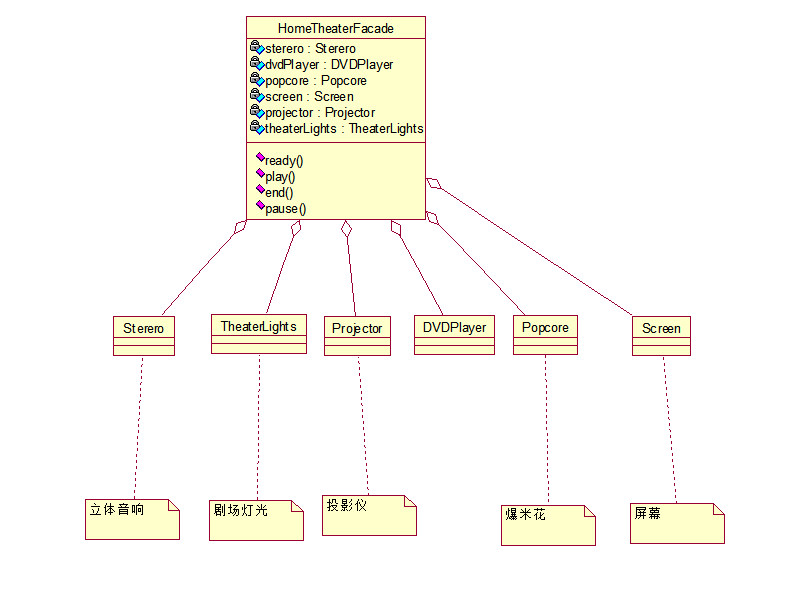 HomeTheaterFacade
sterero : Sterero
dvdPlayer : DVDPlayer
popcore : Popcore
screen : Screen
projector : Projector
theaterLights : TheaterLights
ready()
play()
end()
pause()
Sterero
TheaterLights
Projector
DVDPlayer
Popcore
Screen
立体音响
剧场灯光
投影仪
爆米花
屏幕